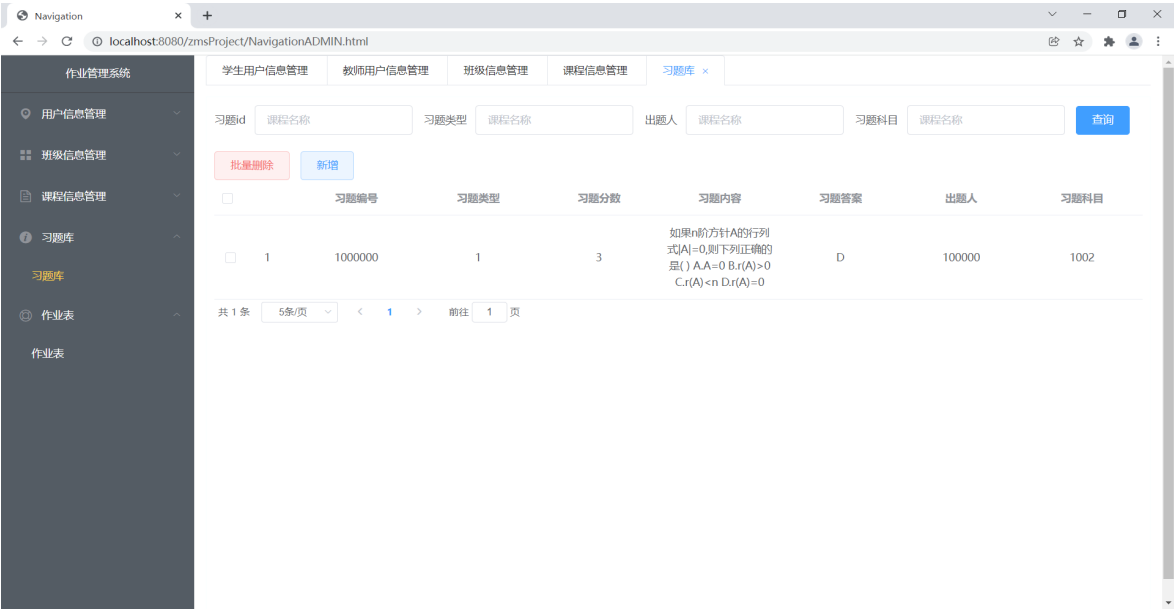 Navigation
localhost:8080/zmsProject/NavigationADMIN.html
作业管理系统
用户信息管理
班级信息管理
课程信息管理
习题库
习题库
作业表
作业表
学生用户信息管理 教师用户信息管理 班级信息管理 课程信息管理 习题库 ×
习题id 课程名称 习题类型 课程名称 出题人 课程名称 习题科目 课程名称 查询
批量删除 新增
习题编号 习题类型 习题分数 习题内容 习题答案 出题人 习题科目
如果n阶方针A的行列
式|A|=0,则下列正确的
1 1000000 1 3 是( ) A.A=0 B.r(A)>0 D 100000 1002
C.r(A)<n D.r(A)=0
共 1 条 5条/页 < 1 > 前往 1 页